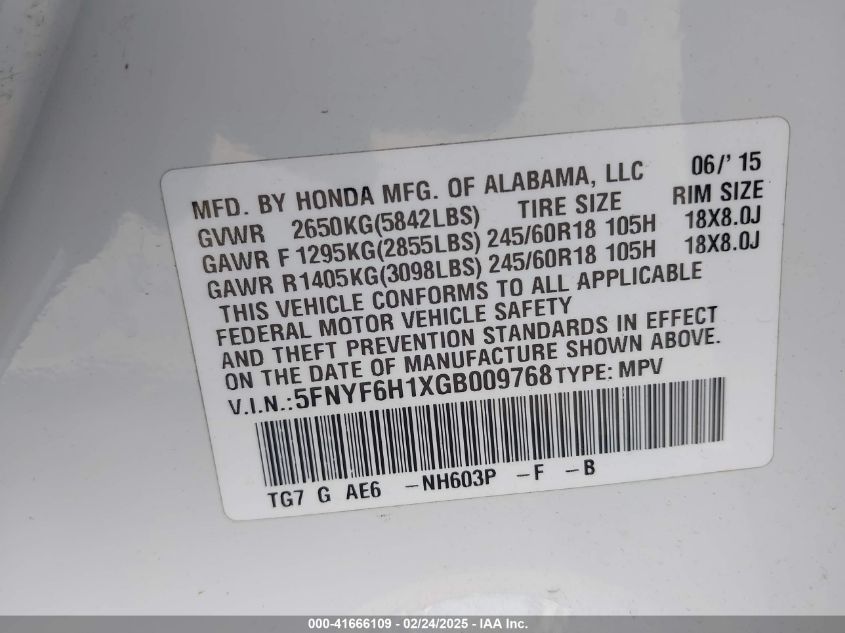 MFD. BY HONDA MFG. OF ALABAMA, LLC 06/' 15
GVWR 2650KG(5842LBS) TIRE SIZE RIM SIZE
GAWR F 1295KG(2855LBS) 245/60R18 105H 18X8.0J
GAWR R1405KG(3098LBS) 245/60R18 105H 18X8.0J
THIS VEHICLE CONFORMS TO ALL APPLICABLE
FEDERAL MOTOR VEHICLE SAFETY
AND THEFT PREVENTION STANDARDS IN EFFECT
ON THE DATE OF MANUFACTURE SHOWN ABOVE.
V.I.N.:5FNYF6H1XGB009768 TYPE: MPV
TG7 G AE6 -NH603P -F -B
000-41666109 - 02/24/2025 - IAA Inc.